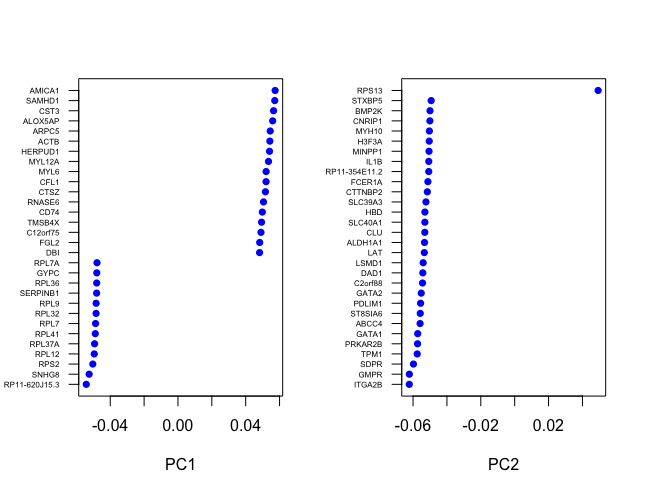 AMICA1
SAMHD1
CST3
ALOX5AP
ARPC5
ACTB
HERPUD1
MYL12A
MYL6
CFL1
CTSZ
RNASE6
CD74
TMSB4X
C12orf75
FGL2
DBI
RPL7A
GYPC
RPL36
SERPINB1
RPL9
RPL32
RPL7
RPL41
RPL37A
RPL12
RPS2
SNHG8
RP11-620J15.3
-0.04 0.00 0.04
PC1
RPS13
STXBP5
BMP2K
CNRIP1
MYH10
H3F3A
MINPP1
IL1B
RP11-354E11.2
FCER1A
CTTNBP2
SLC39A3
HBD
SLC40A1
CLU
ALDH1A1
LAT
LSMD1
DAD1
C2orf88
GATA2
PDLIM1
ST8SIA6
ABCC4
GATA1
PRKAR2B
TPM1
SDPR
GMPR
ITGA2B
-0.06 -0.02 0.02
PC2